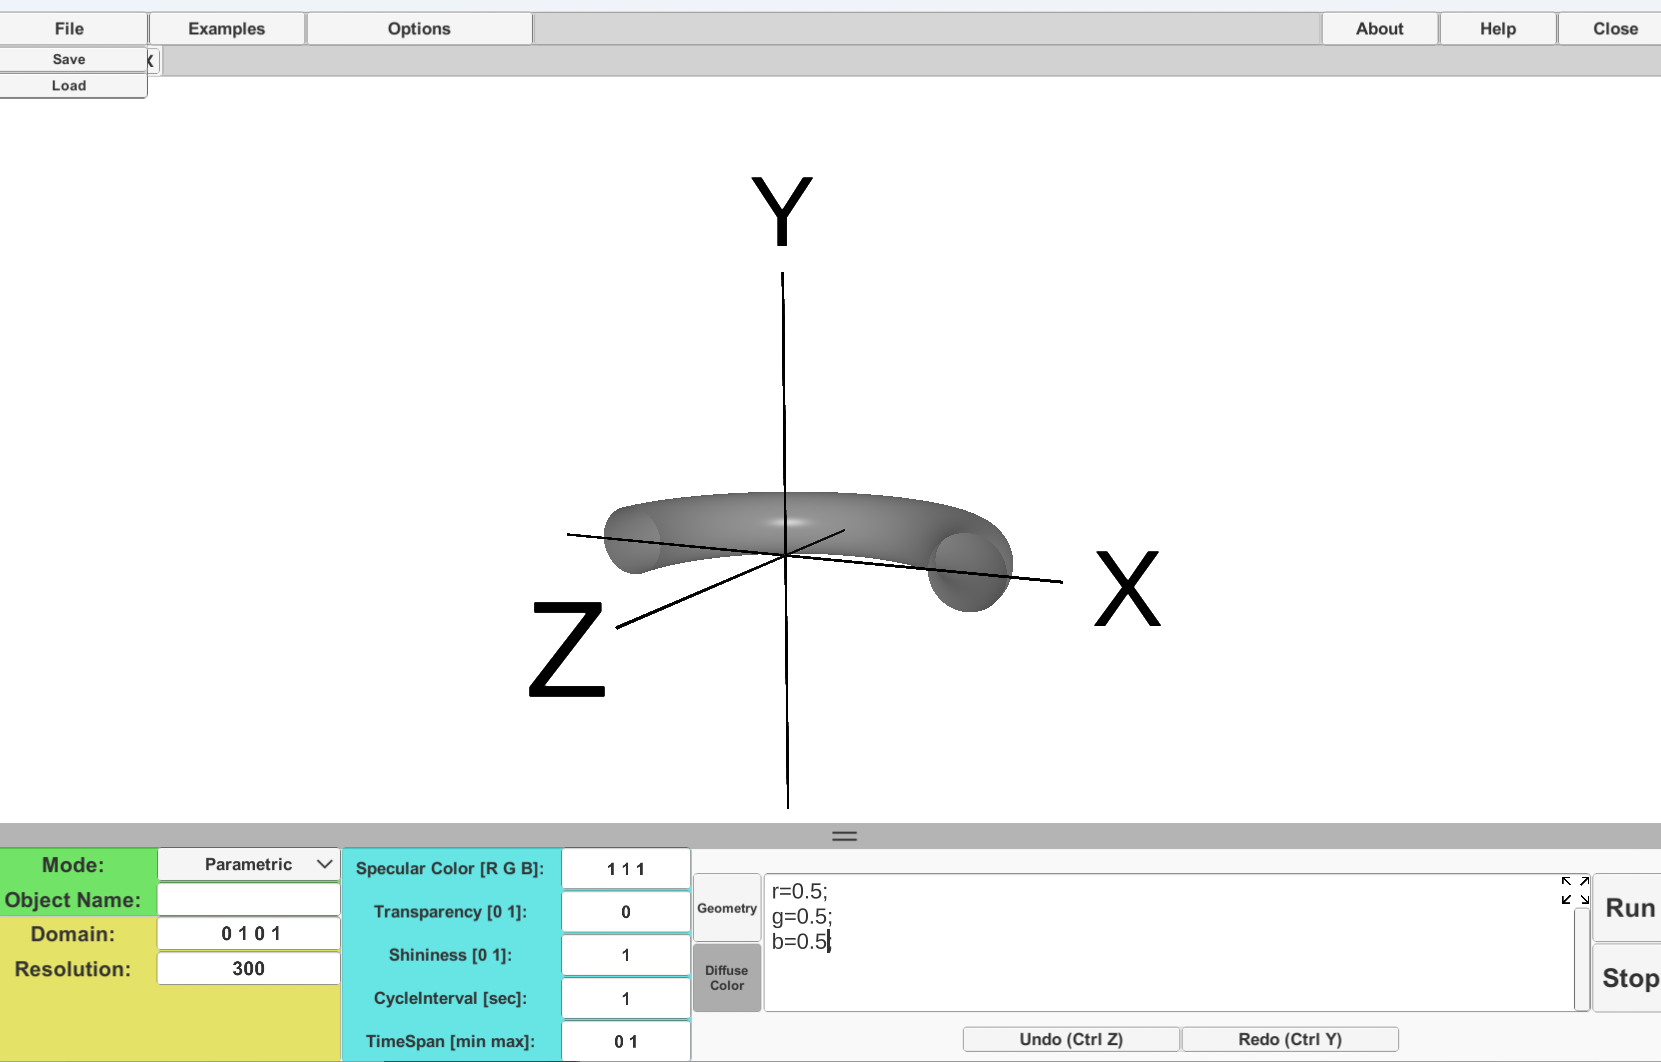 File Examples Options About Help Close
Save X
Load
Y
X
Z
Mode: Parametric
Object Name:
Domain: 0 1 0 1
Resolution: 300
Specular Color [R G B]: 1 1 1
Transparency [0 1]: 0
Shininess [0 1]: 1
CycleInterval [sec]: 1
TimeSpan [min max]: 0 1
Geometry
Diffuse
Color
r=0.5;
g=0.5;
b=0.5;
Run
Stop
Undo (Ctrl Z) Redo (Ctrl Y)